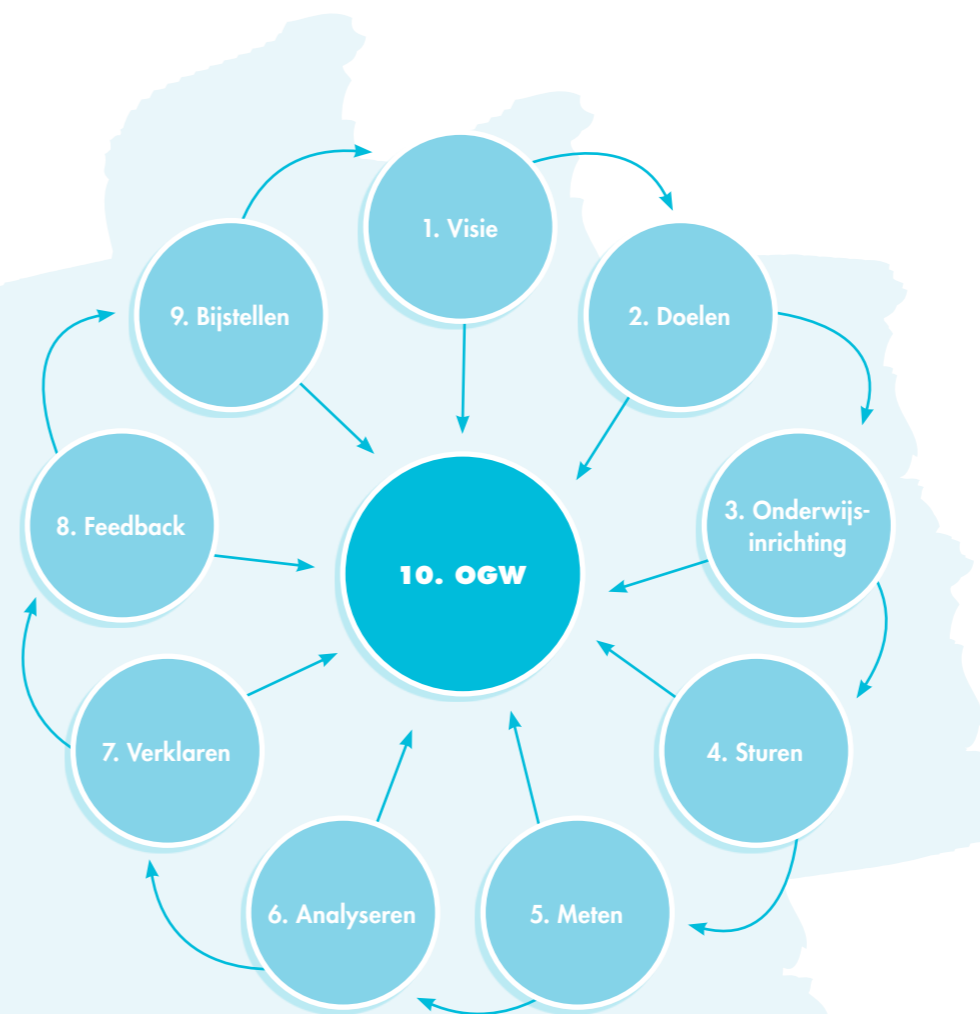 1. Visie
2. Doelen
3. Onderwijs-
inrichting
4. Sturen
5. Meten
6. Analyseren
7. Verklaren
8. Feedback
9. Bijstellen
10. OGW